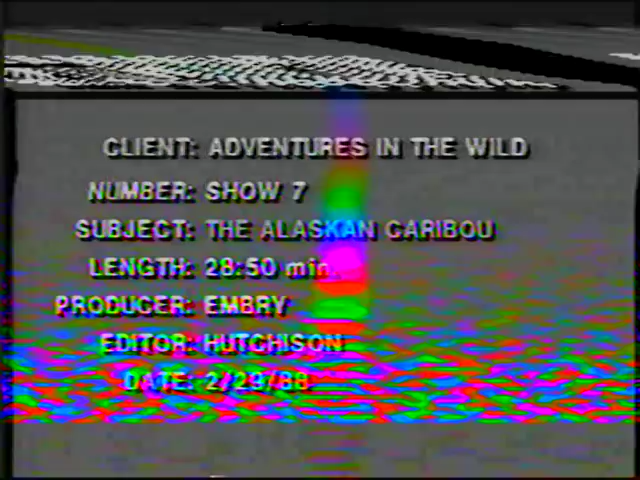 CLIENT: ADVENTURES IN THE WILD
NUMBER: SHOW 7
SUBJECT: THE ALASKAN CARIBOU
LENGTH: 28:50 min.
PRODUCER: EMBRY
EDITOR: HUTCHISON
DATE: 2/29/88